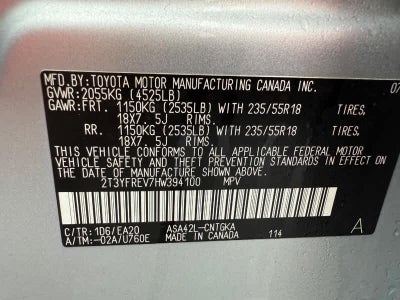 MFD. BY: TOYOTA MOTOR MANUFACTURING CANADA INC. 07
GVWR: 2055KG (4525LB)
GAWR: FRT. 1150KG (2535LB) WITH 235/55R18 TIRES,
18X7. 5J RIMS.
RR. 1150KG (2535LB) WITH 235/55R18 TIRES,
18X7. 5J RIMS.
THIS VEHICLE CONFORMS TO ALL APPLICABLE FEDERAL MOTOR
VEHICLE SAFETY, BUMPER, AND THEFT PREVENTION STANDARDS IN EFFECT ON
THE DATE OF MANUFACTURE SHOWN ABOVE.
2T3YFREV7HW394100 MPV
C/TR: 1D6/EA20 ASA42L-CNTGKA
A/TM: -02A/U760E MADE IN CANADA 114 A